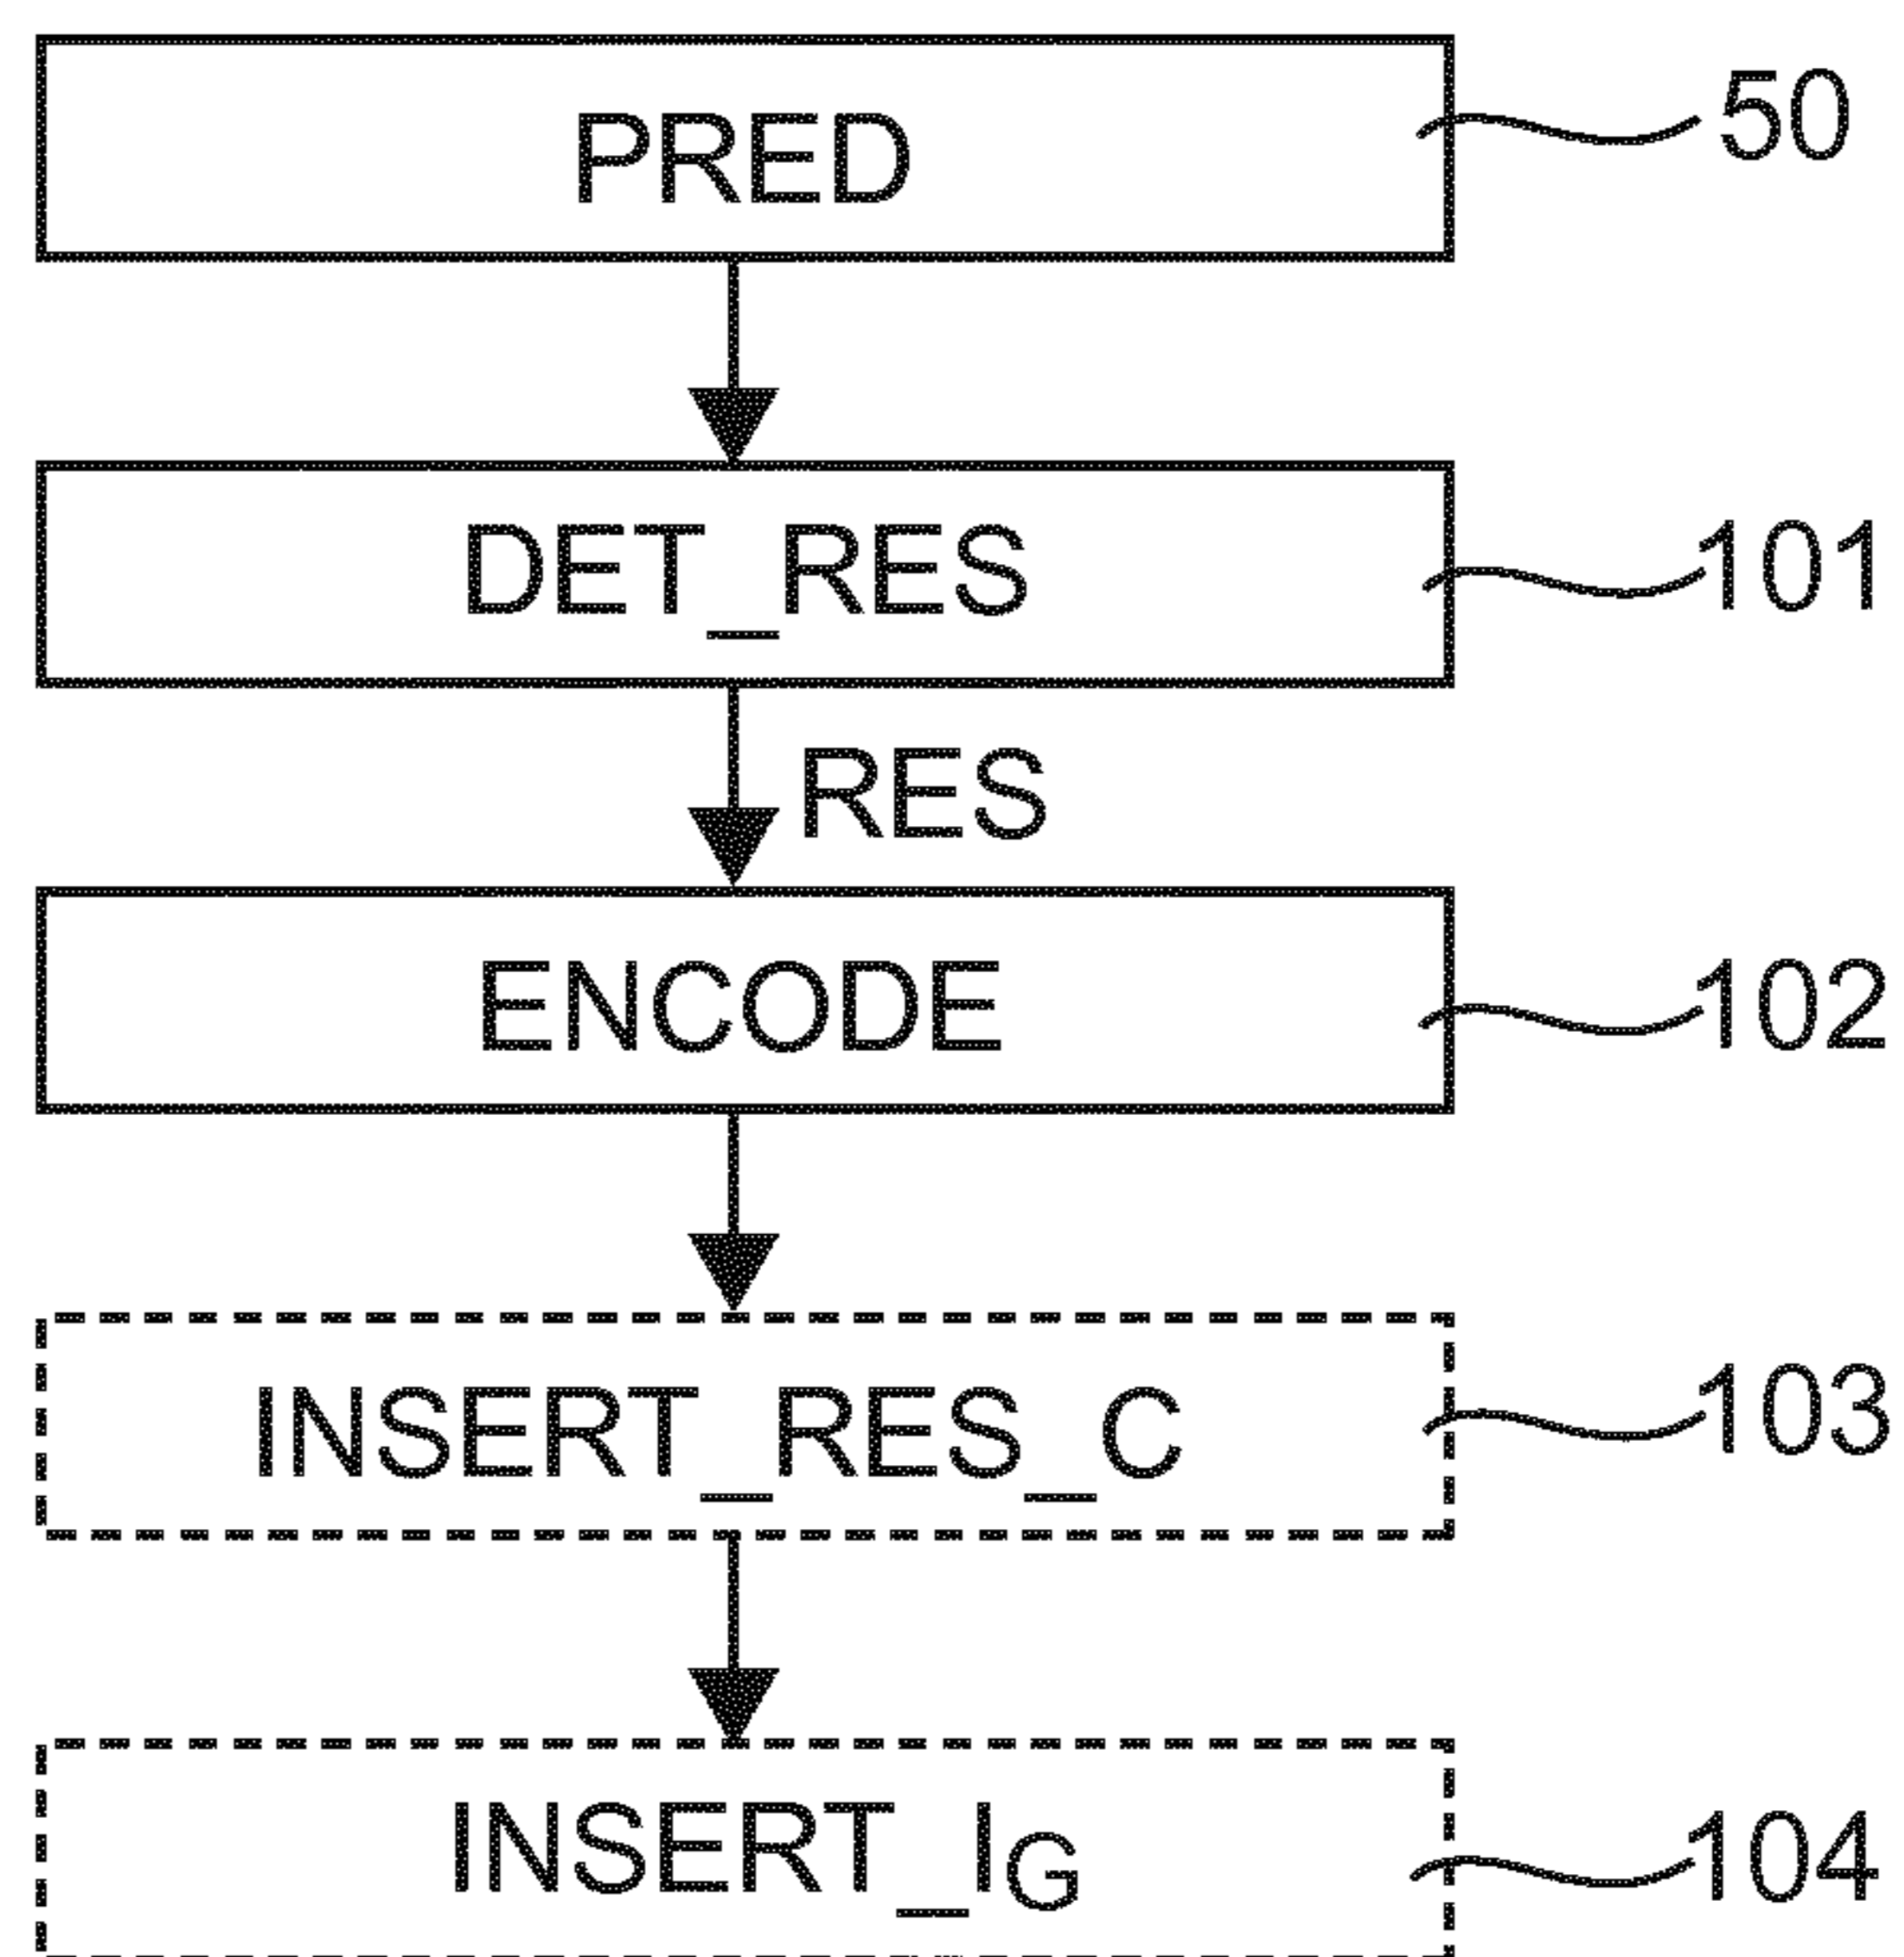 PRED 50
DET_RES 101
RES
ENCODE 102
INSERT_RES_C 103
INSERT_IG 104